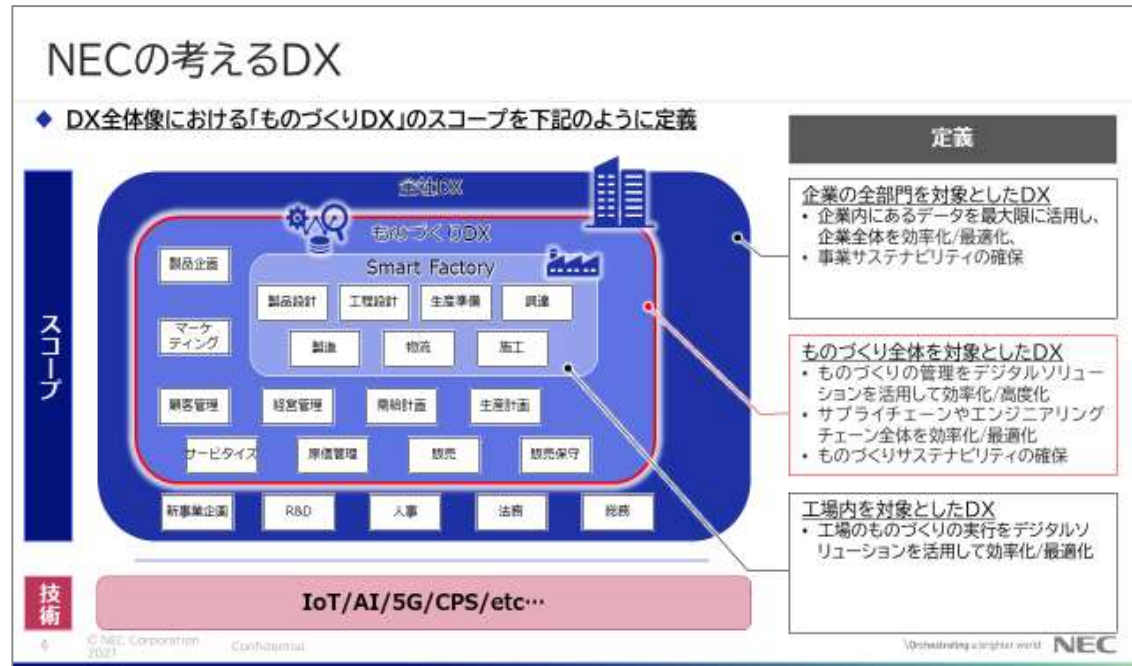 NECの考えるDX
◆ DX全体像における「ものづくりDX」のスコープを下記のように定義
スコープ
全社DX
ものづくりDX
Smart Factory
製品企画
製品設計
工程設計
生産準備
調達
マーケ
ティング
製造
物流
施工
顧客管理
経営管理
需給計画
生産計画
サービタイズ
原価管理
販売
販売保守
新事業企画
R&D
人事
法務
総務
技術
IoT/AI/5G/CPS/etc…
定義
企業の全部門を対象としたDX
• 企業内にあるデータを最大限に活用し、
企業全体を効率化/最適化、
• 事業サステナビリティの確保
ものづくり全体を対象としたDX
• ものづくりの管理をデジタルソリュー
ションを活用して効率化/高度化
• サプライチェーンやエンジニアリング
チェーン全体を効率化/最適化
• ものづくりサステナビリティの確保
工場内を対象としたDX
• 工場のものづくりの実行をデジタルソ
リューションを活用して効率化/最適化
6
© NEC Corporation
2021
Confidential
\Orchestrating a brighter world
NEC